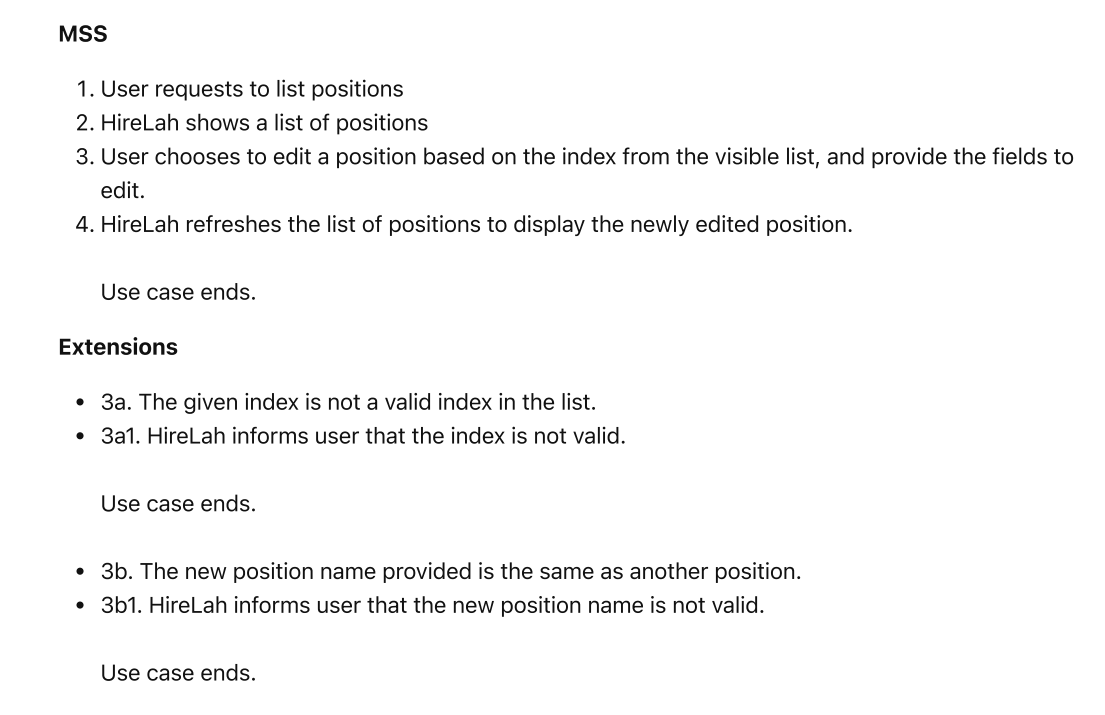 MSS
1. User requests to list positions
2. HireLah shows a list of positions
3. User chooses to edit a position based on the index from the visible list, and provide the fields to
edit.
4. HireLah refreshes the list of positions to display the newly edited position.
Use case ends.
Extensions
• 3a. The given index is not a valid index in the list.
• 3a1. HireLah informs user that the index is not valid.
Use case ends.
• 3b. The new position name provided is the same as another position.
• 3b1. HireLah informs user that the new position name is not valid.
Use case ends.